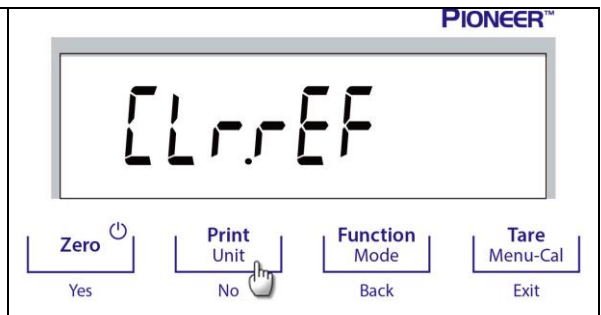 PIONEER™
CLr.rEF
Zero Print Function Tare
Unit Mode Menu-Cal
Yes No Back Exit